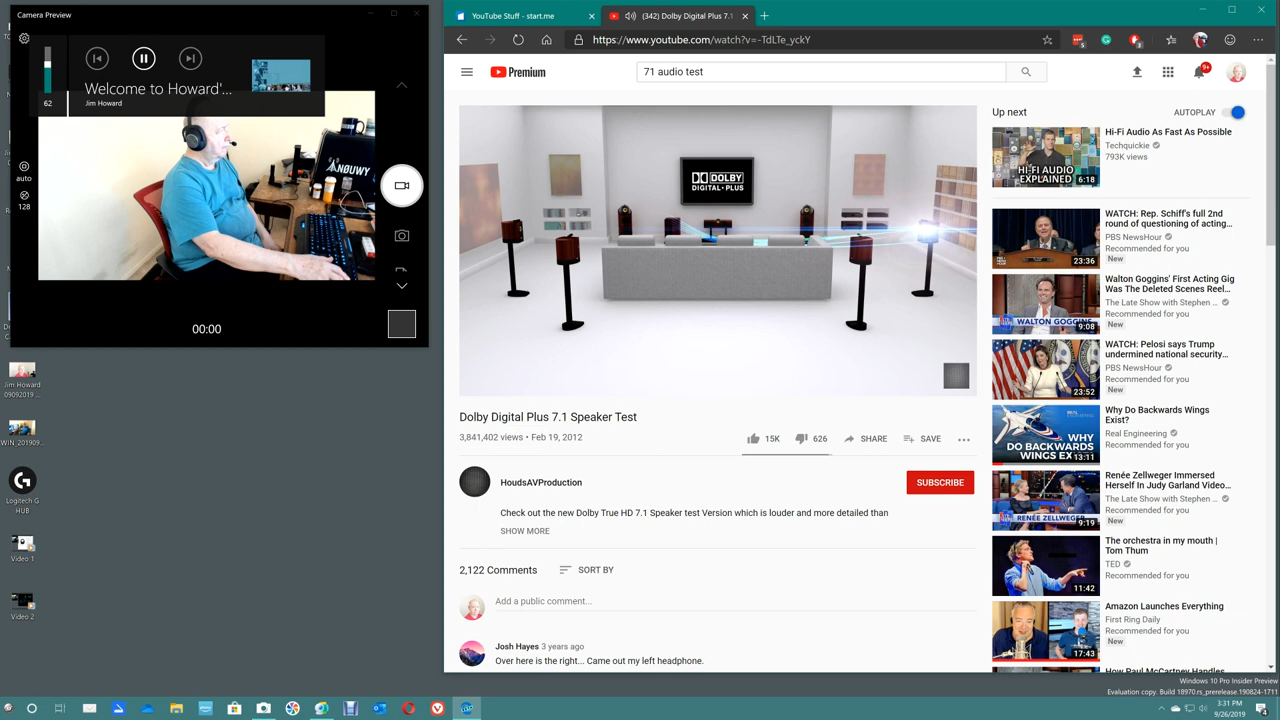 Camera Preview
Welcome to Howard'...
Jim Howard
62
auto
128
ANØUWY
00:00
Jim Howard
09092019 ...
WIN_201909...
Logitech G
HUB
Video 1
Video 2
YouTube Stuff - start.me
(342) Dolby Digital Plus 7.1
https://www.youtube.com/watch?v=-TdLTe_yckY
5
3
Premium
71 audio test
9+
DOLBY
DIGITAL PLUS
Dolby Digital Plus 7.1 Speaker Test
3,841,402 views • Feb 19, 2012
15K
626
SHARE
SAVE
HoudsAVProduction
SUBSCRIBE
Check out the new Dolby True HD 7.1 Speaker test Version which is louder and more detailed than
SHOW MORE
2,122 Comments
SORT BY
Add a public comment...
Josh Hayes 3 years ago
Over here is the right... Came out my left headphone.
Up next
AUTOPLAY
HI-FI AUDIO
EXPLAINED
6:18
Hi-Fi Audio As Fast As Possible
Techquickie
793K views
23:36
WATCH: Rep. Schiff's full 2nd
round of questioning of acting...
PBS NewsHour
Recommended for you
New
WALTON GOGGINS
9:08
Walton Goggins' First Acting Gig
Was The Deleted Scenes Reel...
The Late Show with Stephen ...
Recommended for you
New
23:52
WATCH: Pelosi says Trump
undermined national security...
PBS NewsHour
Recommended for you
New
REAL ENGINEERING
WHY
DO BACKWARDS
WINGS EX
13:11
Why Do Backwards Wings
Exist?
Real Engineering
Recommended for you
RENÉE ZELLWEGER
9:19
Renée Zellweger Immersed
Herself In Judy Garland Video...
The Late Show with Stephen ...
Recommended for you
New
11:42
The orchestra in my mouth |
Tom Thum
TED
Recommended for you
17:43
Amazon Launches Everything
First Ring Daily
Recommended for you
New
How Paul McCartney Handles
Windows 10 Pro Insider Preview
Evaluation copy. Build 18970.rs_prerelease.190824-1711
3:31 PM
9/26/2019
4